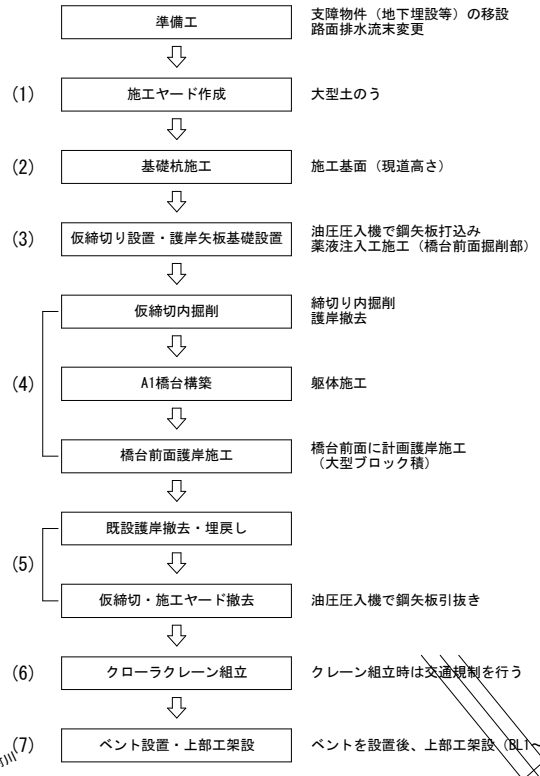 準備工
支障物件（地下埋設等）の移設
路面排水流末変更
(1) 施工ヤード作成 大型土のう
(2) 基礎杭施工 施工基面（現道高さ）
(3) 仮締切り設置・護岸矢板基礎設置
油圧圧入機で鋼矢板打込み
薬液注入工施工（橋台前面掘削部）
仮締切内掘削
締切り内掘削
護岸撤去
(4) A1橋台構築 躯体施工
橋台前面護岸施工
橋台前面に計画護岸施工
（大型ブロック積）
既設護岸撤去・埋戻し
(5)
仮締切・施工ヤード撤去 油圧圧入機で鋼矢板引抜き
(6) クローラクレーン組立 クレーン組立時は交通規制を行う
(7) ベント設置・上部工架設 ベントを設置後、上部工架設（BL1～
川